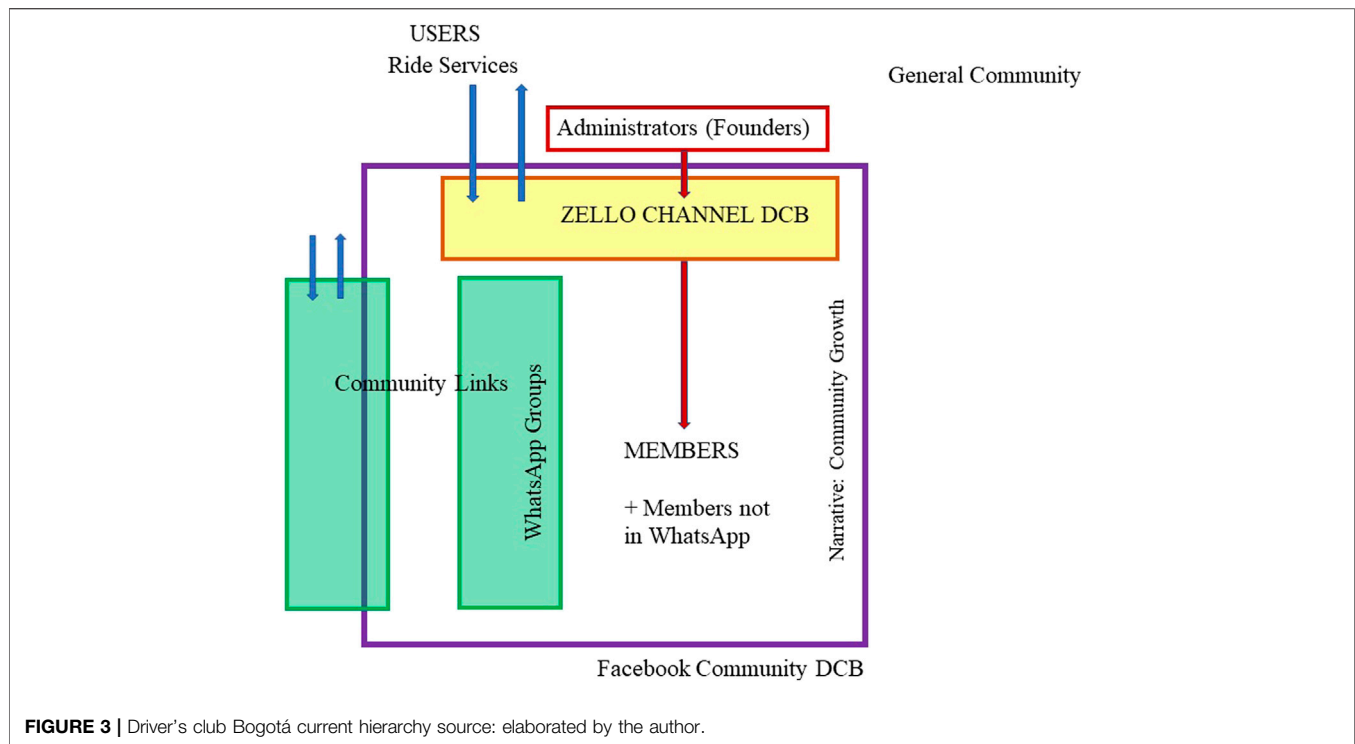 USERS
Ride Services
General Community
Administrators (Founders)
ZELLO CHANNEL DCB
Community Links
WhatsApp Groups
MEMBERS
+ Members not
in WhatsApp
Narrative: Community Growth
Facebook Community DCB
FIGURE 3 | Driver's club Bogotá current hierarchy source: elaborated by the author.